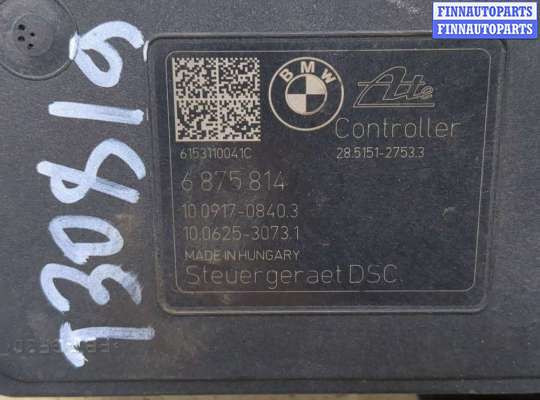 FINNAUTOPARTS
FINNAUTOPARTS
BMW
Ate
Controller
6153110041C
28.5151-2753.3
6 875 814
10.0917-0840.3
10.0625-3073.1
MADE IN HUNGARY
Steuergeraet DSC
T30819